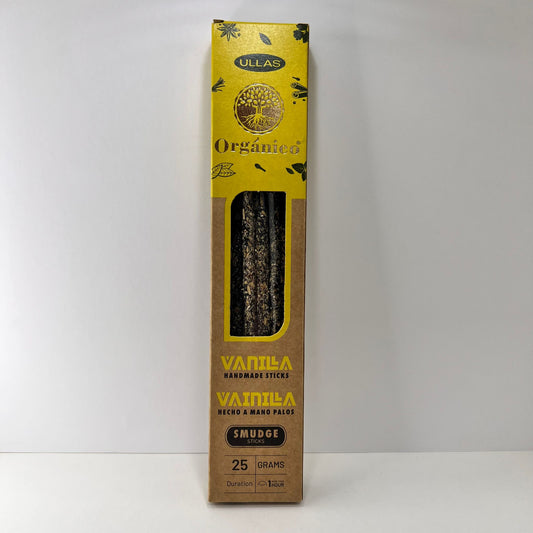 ULLAS
Orgánico
VANILLA
HANDMADE STICKS
VAINILLA
HECHO A MANO PALOS
SMUDGE
STICKS
25 GRAMS
Duration 1 HOUR